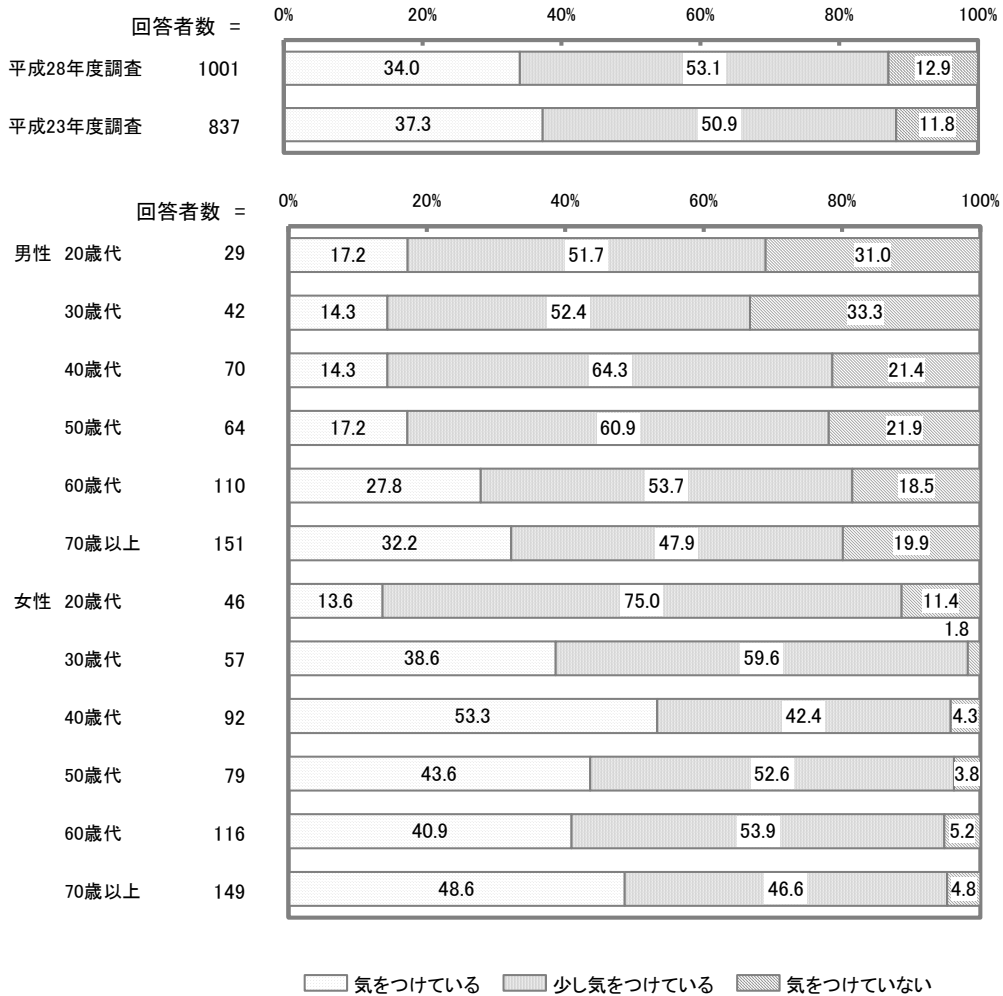 0% 20% 40% 60% 80% 100%
回答者数 =
平成28年度調査 1001 34.0 53.1 12.9
平成23年度調査 837 37.3 50.9 11.8
0% 20% 40% 60% 80% 100%
回答者数 =
男性 20歳代 29 17.2 51.7 31.0
30歳代 42 14.3 52.4 33.3
40歳代 70 14.3 64.3 21.4
50歳代 64 17.2 60.9 21.9
60歳代 110 27.8 53.7 18.5
70歳以上 151 32.2 47.9 19.9
女性 20歳代 46 13.6 75.0 11.4
1.8
30歳代 57 38.6 59.6
40歳代 92 53.3 42.4 4.3
50歳代 79 43.6 52.6 3.8
60歳代 116 40.9 53.9 5.2
70歳以上 149 48.6 46.6 4.8
気をつけている 少し気をつけている 気をつけていない